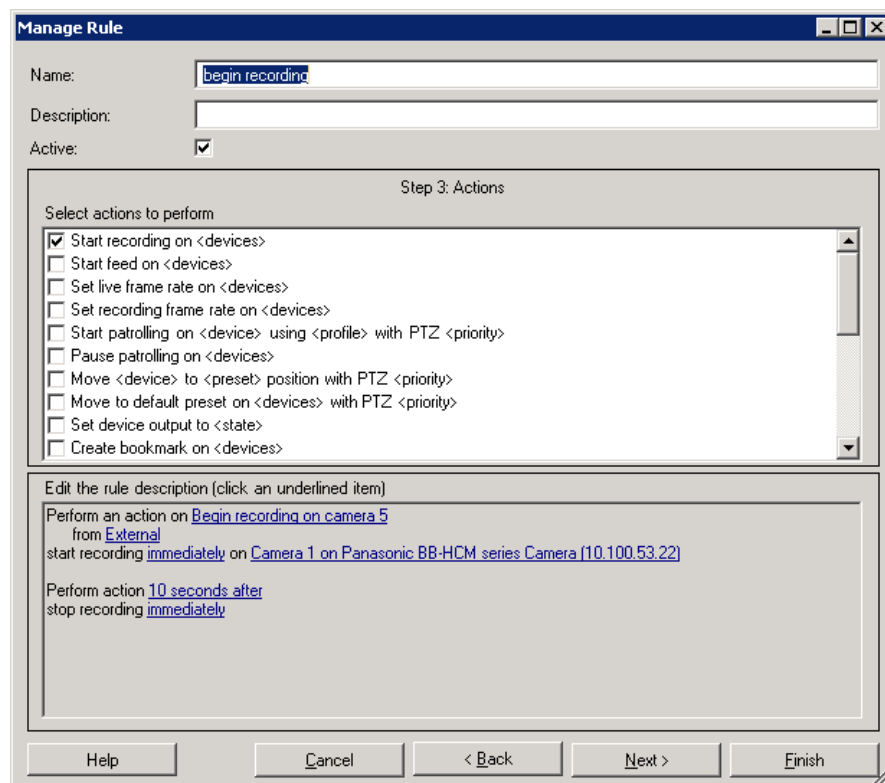 Manage Rule
Name:
begin recording
Description:
Active:
Step 3: Actions
Select actions to perform
Start recording on <devices>
Start feed on <devices>
Set live frame rate on <devices>
Set recording frame rate on <devices>
Start patrolling on <device> using <profile> with PTZ <priority>
Pause patrolling on <devices>
Move <device> to <preset> position with PTZ <priority>
Move to default preset on <devices> with PTZ <priority>
Set device output to <state>
Create bookmark on <devices>
Edit the rule description (click an underlined item)
Perform an action on Begin recording on camera 5
from External
start recording immediately on Camera 1 on Panasonic BB-HCM series Camera (10.100.53.22)
Perform action 10 seconds after
stop recording immediately
Help
Cancel
< Back
Next >
Finish